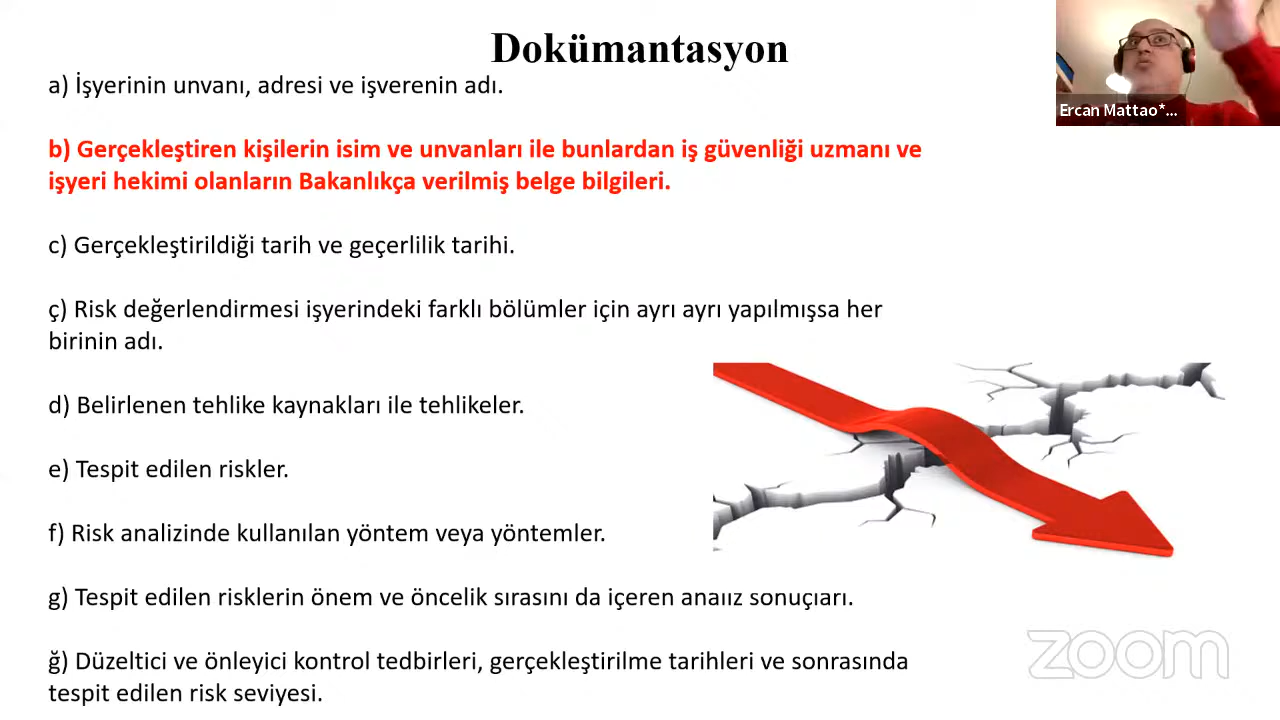 Dokümantasyon
a) İşyerinin unvanı, adresi ve işverenin adı.
b) Gerçekleştiren kişilerin isim ve unvanları ile bunlardan iş güvenliği uzmanı ve
işyeri hekimi olanların Bakanlıkça verilmiş belge bilgileri.
c) Gerçekleştirildiği tarih ve geçerlilik tarihi.
ç) Risk değerlendirmesi işyerindeki farklı bölümler için ayrı ayrı yapılmışsa her
birinin adı.
d) Belirlenen tehlike kaynakları ile tehlikeler.
e) Tespit edilen riskler.
f) Risk analizinde kullanılan yöntem veya yöntemler.
g) Tespit edilen risklerin önem ve öncelik sırasını da içeren analiz sonuçları.
ğ) Düzeltici ve önleyici kontrol tedbirleri, gerçekleştirilme tarihleri ve sonrasında
tespit edilen risk seviyesi.
Ercan Mattao*...
zoom